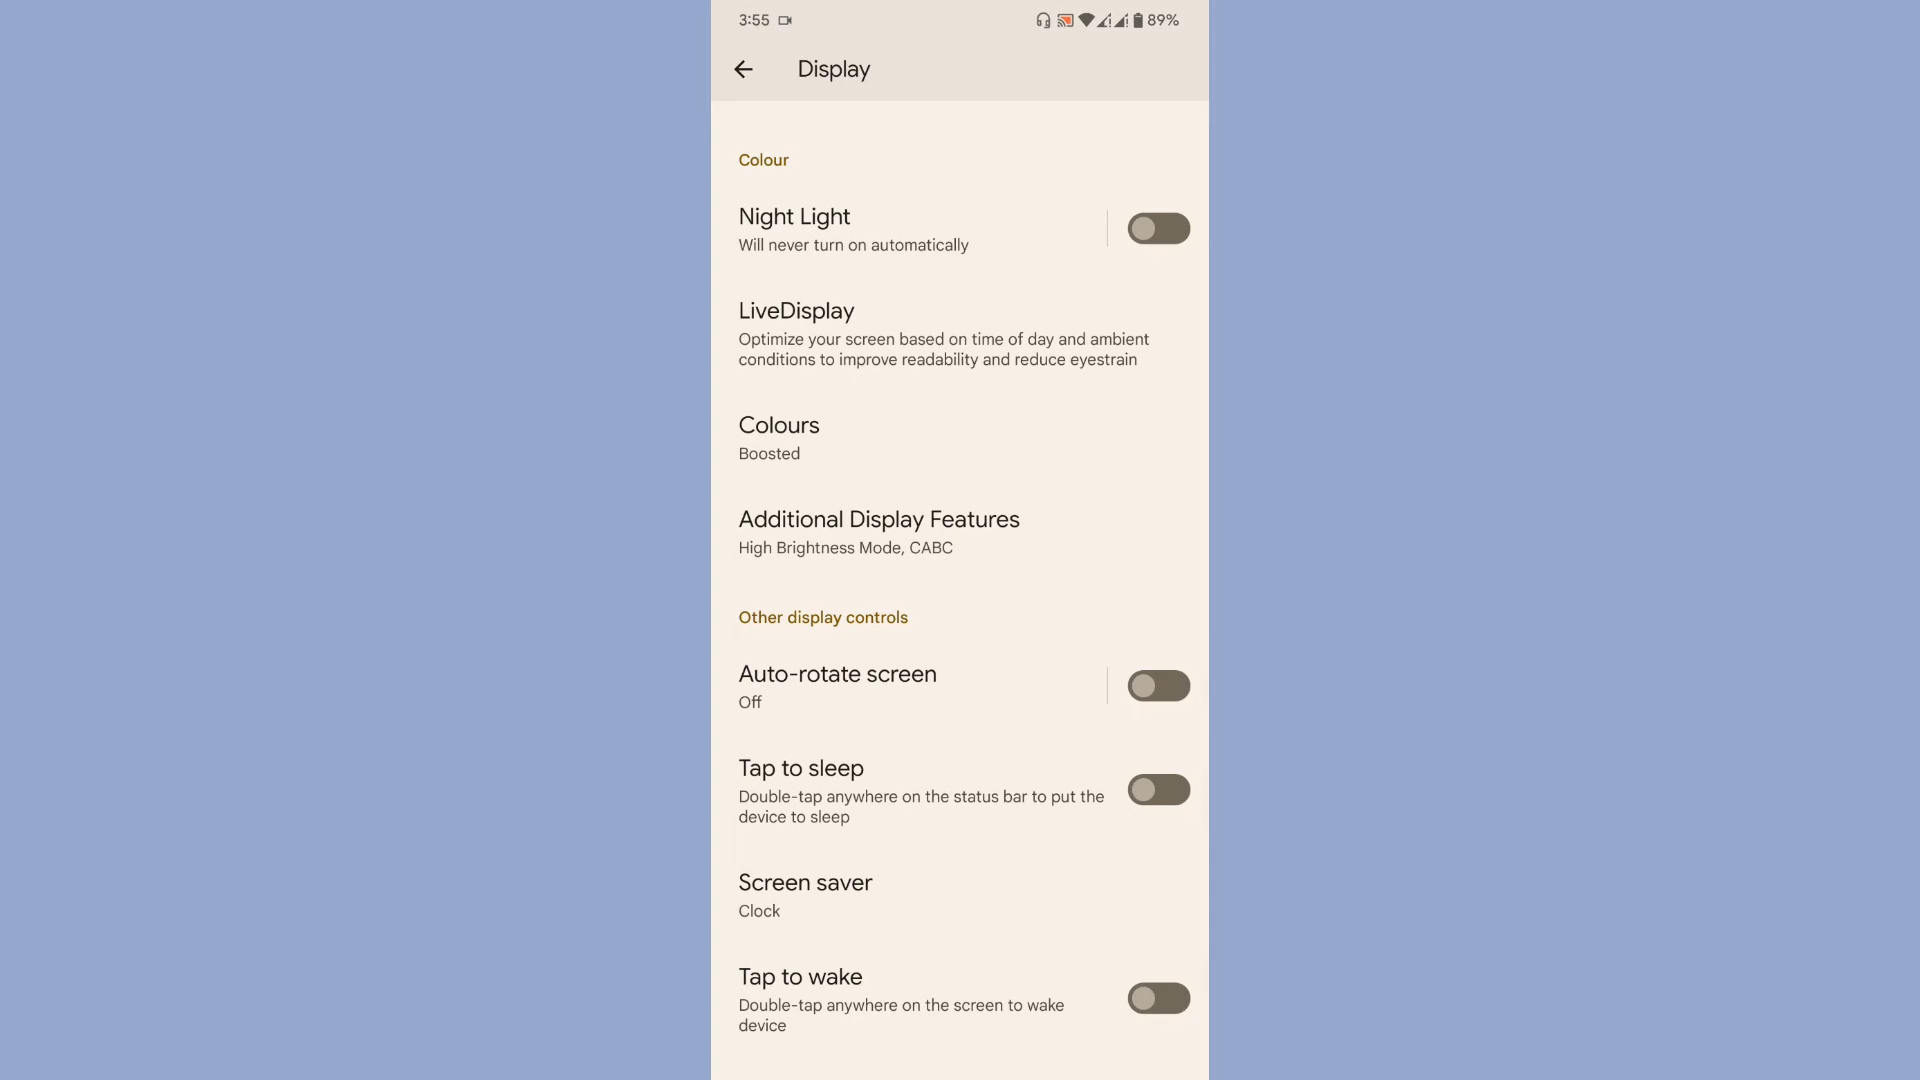 3:55 89%
Display
Colour
Night Light
Will never turn on automatically
LiveDisplay
Optimize your screen based on time of day and ambient
conditions to improve readability and reduce eyestrain
Colours
Boosted
Additional Display Features
High Brightness Mode, CABC
Other display controls
Auto-rotate screen
Off
Tap to sleep
Double-tap anywhere on the status bar to put the
device to sleep
Screen saver
Clock
Tap to wake
Double-tap anywhere on the screen to wake
device